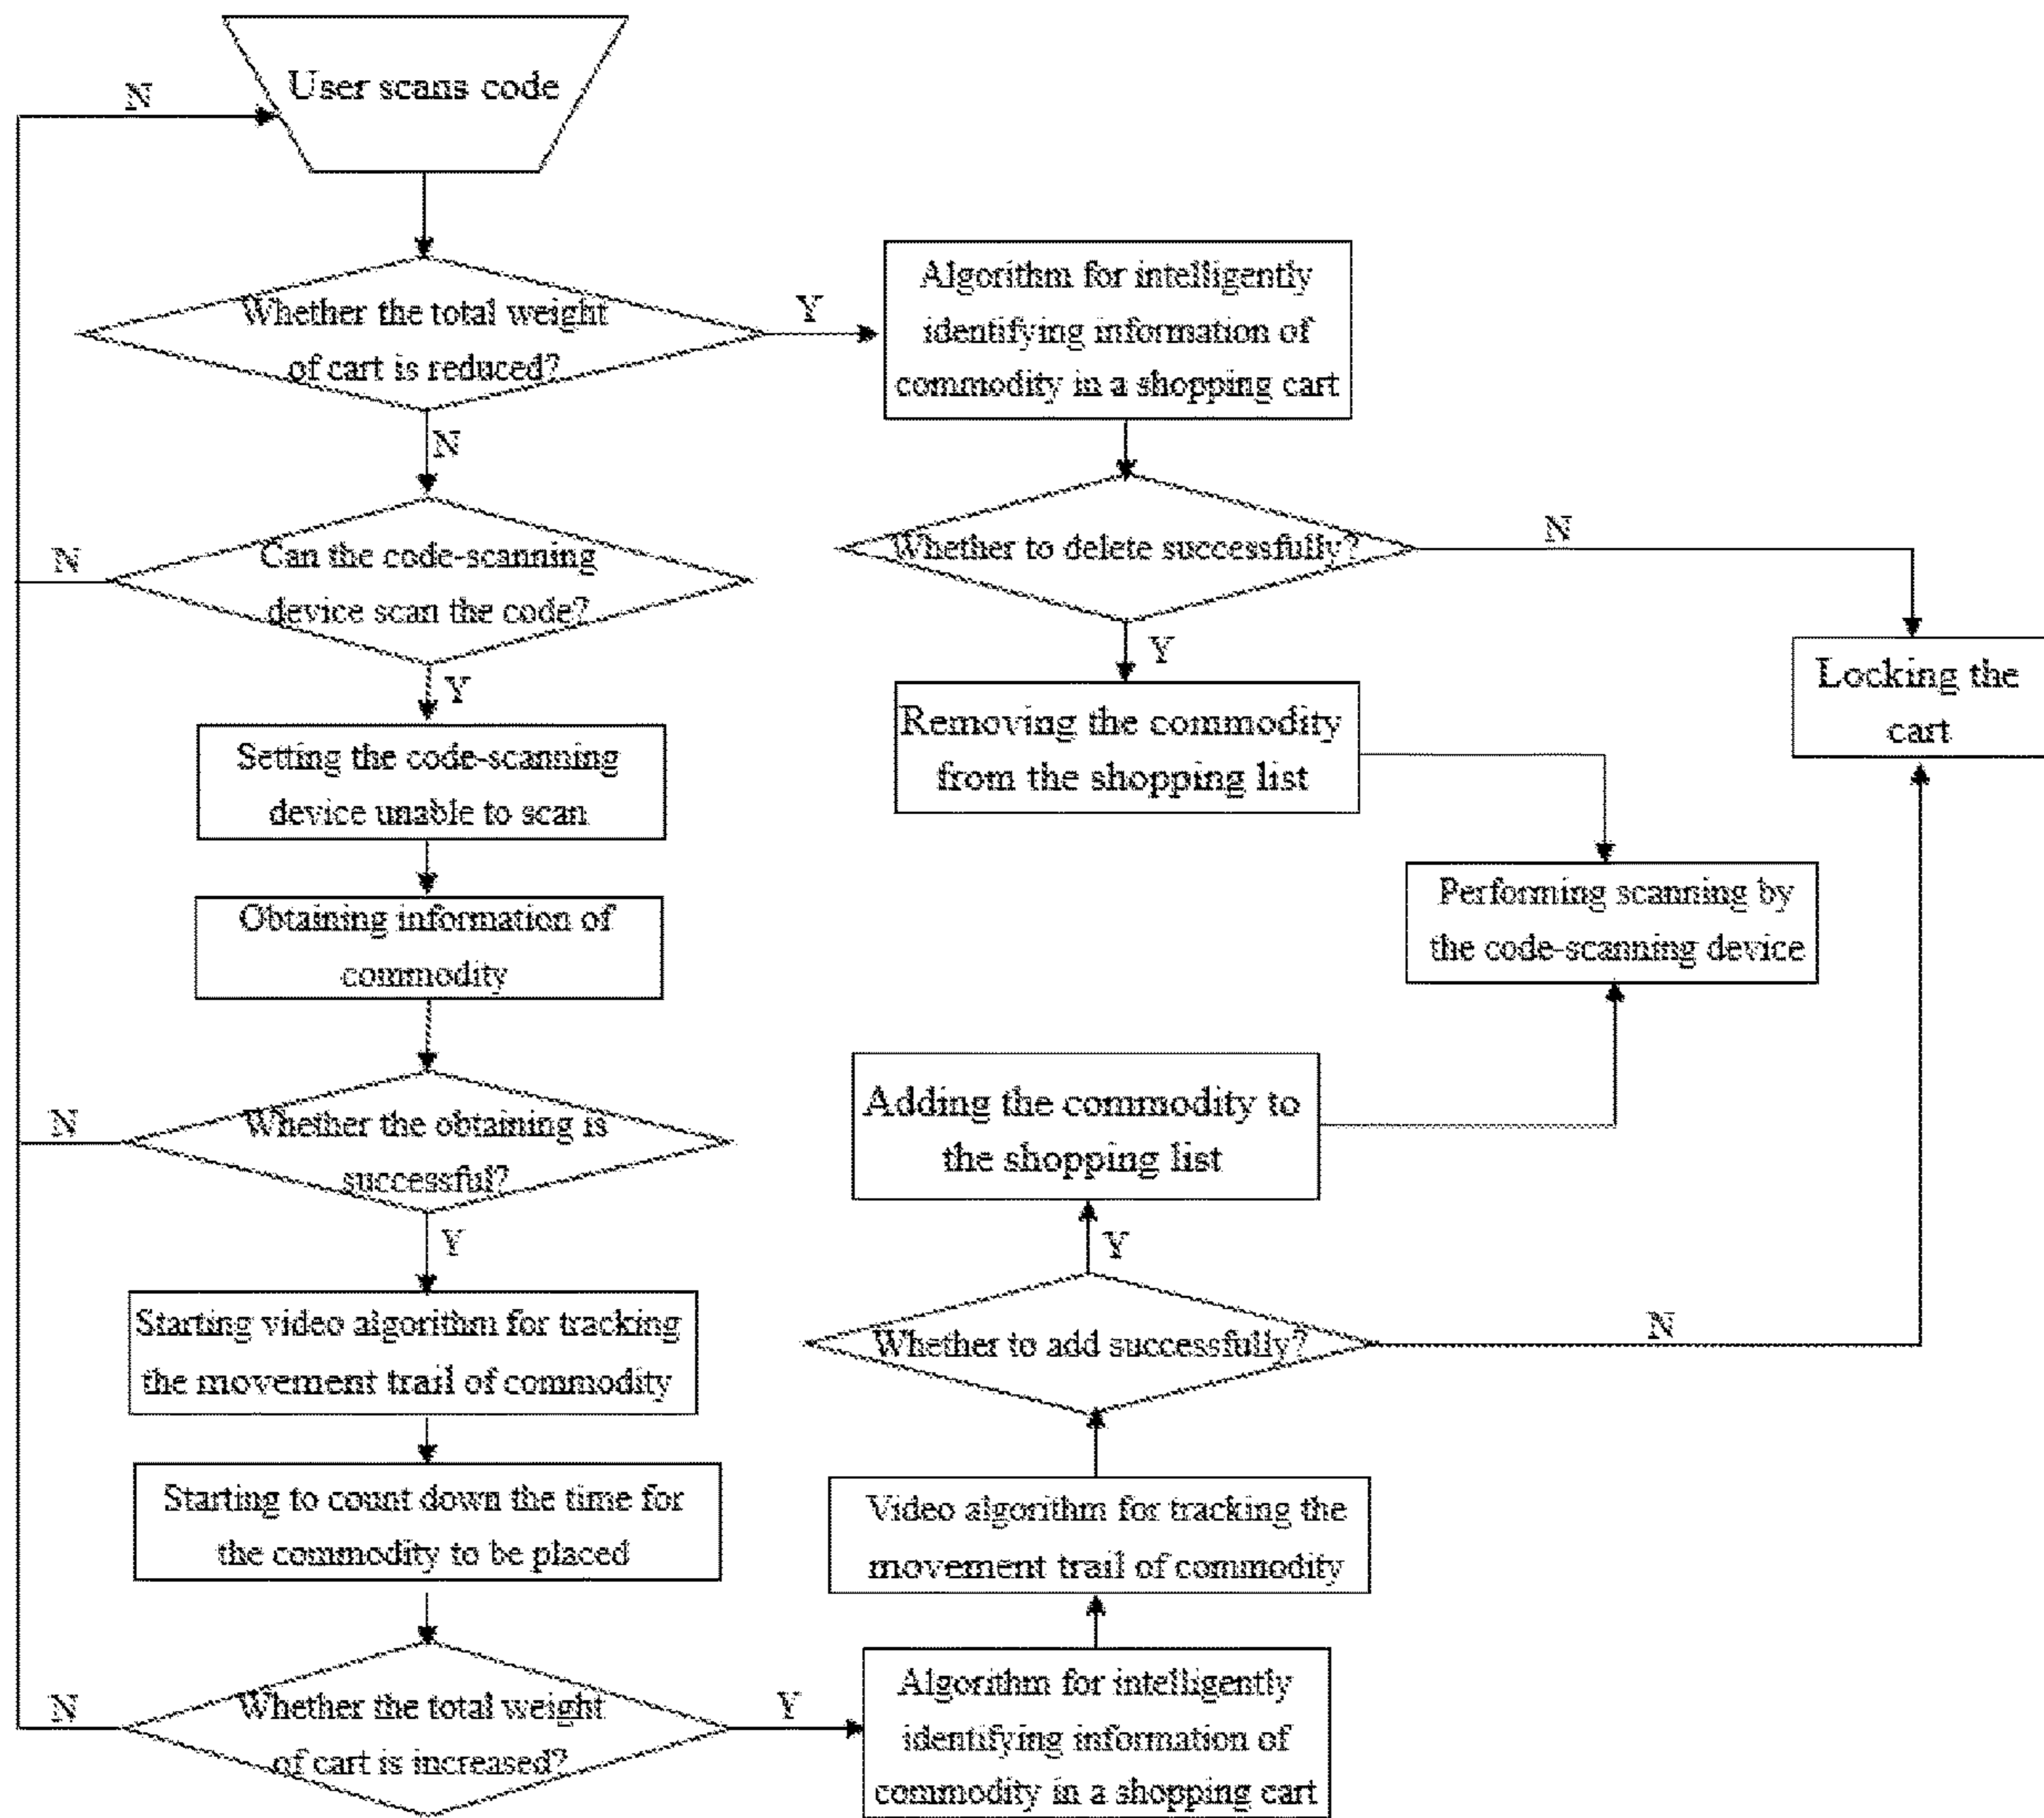 User scans code
N
Whether the total weight
of cart is reduced?
Y
Algorithm for intelligently
identifying information of
commodity in a shopping cart
N
Can the code-scanning
device scan the code?
N
Whether to delete successfully?
N
Y
Y
Setting the code-scanning
device unable to scan
Removing the commodity
from the shopping list
Locking the
cart
Obtaining information of
commodity
Performing scanning by
the code-scanning device
Whether the obtaining is
successful?
N
Adding the commodity to
the shopping list
Y
Y
Starting video algorithm for tracking
the movement trail of commodity
Whether to add successfully?
N
Starting to count down the time for
the commodity to be placed
Video algorithm for tracking the
movement trail of commodity
Whether the total weight
of cart is increased?
N
Y
Algorithm for intelligently
identifying information of
commodity in a shopping cart